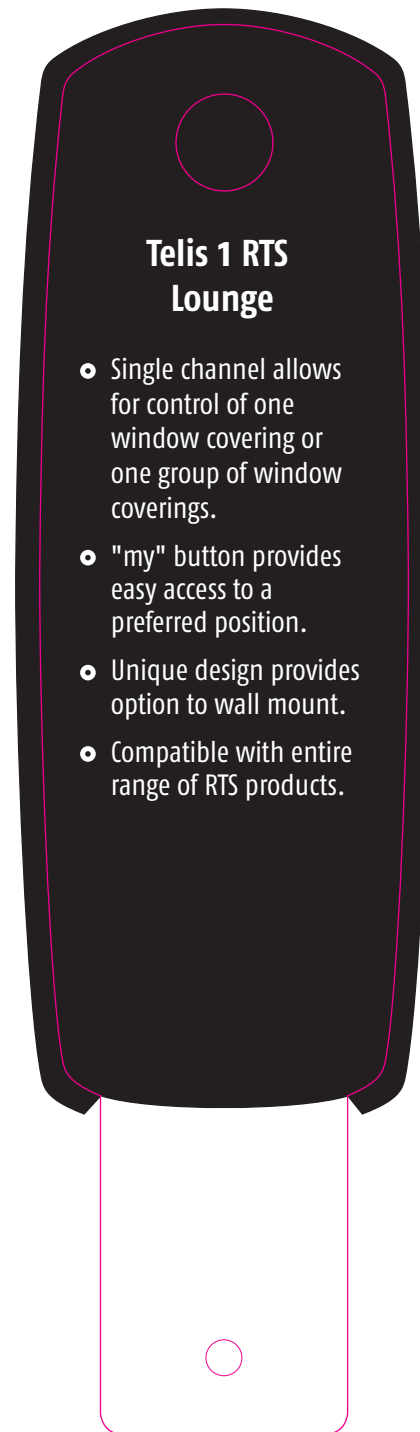 Telis 1 RTS
Lounge
Single channel allows
for control of one
window covering or
one group of window
coverings.
"my" button provides
easy access to a
preferred position.
Unique design provides
option to wall mount.
Compatible with entire
range of RTS products.